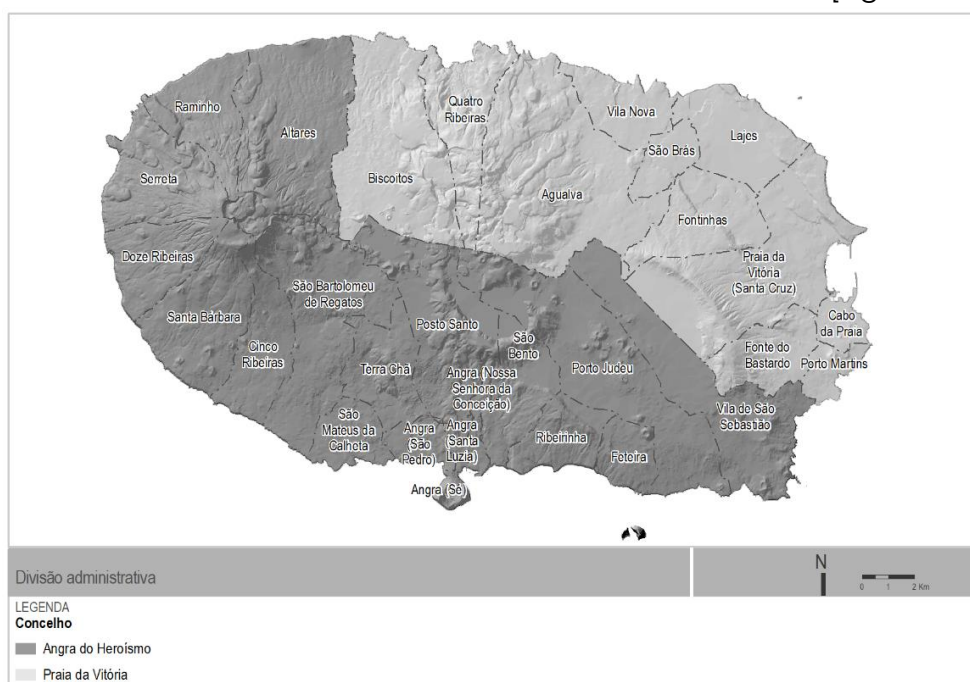 Raminho
Altares
Quatro
Ribeiras
Vila Nova
Lajes
São Brás
Serreta
Biscoitos
Agualva
Fontinhas
Doze Ribeiras
Praia da
Vitória
(Santa Cruz)
São Bartolomeu
de Regatos
Santa Bárbara
Posto Santo
Cabo
da Praia
Cinco
Ribeiras
São
Bento
Fonte do
Bastardo
Porto Martins
Terra Chã
Angra (Nossa
Senhora da
Conceição)
Porto Judeu
São
Mateus da
Calheta
Angra
(São
Pedro)
Angra
(Santa
Luzia)
Ribeirinha
Feteira
Vila de São
Sebastião
Angra (Sé)
Divisão administrativa
N
0 1 2 Km
LEGENDA
Concelho
Angra do Heroísmo
Praia da Vitória